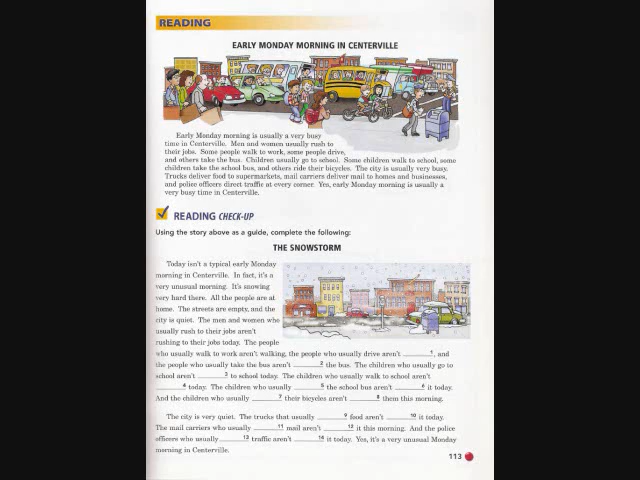 READING
EARLY MONDAY MORNING IN CENTERVILLE
Early Monday morning is usually a very busy
time in Centerville. Men and women usually rush to
their jobs. Some people walk to work, some people drive,
and others take the bus. Children usually go to school. Some children walk to school, some
children take the school bus, and others ride their bicycles. The city is usually very busy.
Trucks deliver food to supermarkets, mail carriers deliver mail to homes and businesses,
and police officers direct traffic at every corner. Yes, early Monday morning is usually a
very busy time in Centerville.
READING CHECK-UP
Using the story above as a guide, complete the following:
THE SNOWSTORM
Today isn't a typical early Monday
morning in Centerville. In fact, it's a
very unusual morning. It's snowing
very hard there. All the people are at
home. The streets are empty, and the
city is quiet. The men and women who
usually rush to their jobs aren't
rushing to their jobs today. The people
who usually walk to work aren't walking, the people who usually drive aren't ________1, and
the people who usually take the bus aren't ________2 the bus. The children who usually go to
school aren't ________3 to school today. The children who usually walk to school aren't
________4 today. The children who usually ________5 the school bus aren't ________6 it today.
And the children who usually ________7 their bicycles aren't ________8 them this morning.
The city is very quiet. The trucks that usually ________9 food aren't ________10 it today.
The mail carriers who usually ________11 mail aren't ________12 it this morning. And the police
officers who usually ________13 traffic aren't ________14 it today. Yes, it's a very unusual Monday
morning in Centerville.
113